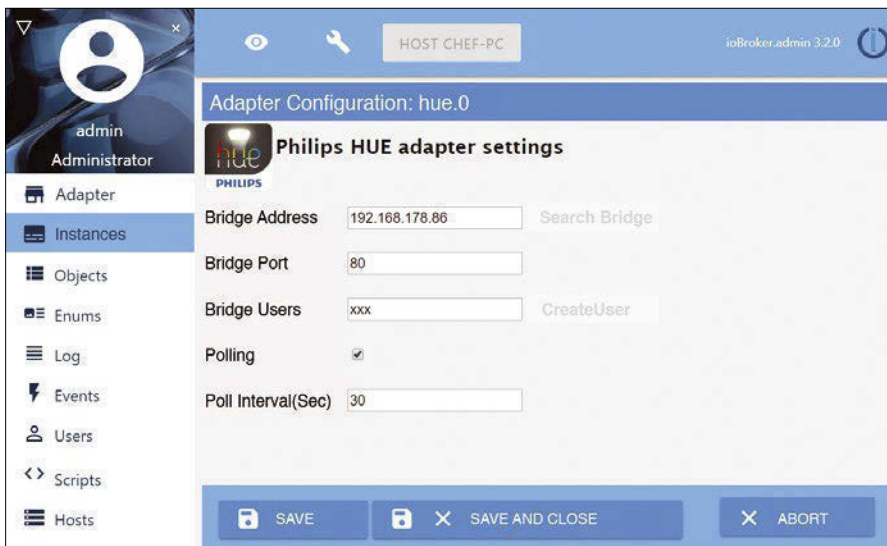 HOST CHEF-PC
ioBroker.admin 3.2.0
admin
Administrator
Adapter
Instances
Objects
Enums
Log
Events
Users
Scripts
Hosts
Adapter Configuration: hue.0
hue
PHILIPS
Philips HUE adapter settings
Bridge Address 192.168.178.86 Search Bridge
Bridge Port 80
Bridge Users xxx CreateUser
Polling
Poll Interval(Sec) 30
SAVE
SAVE AND CLOSE
ABORT